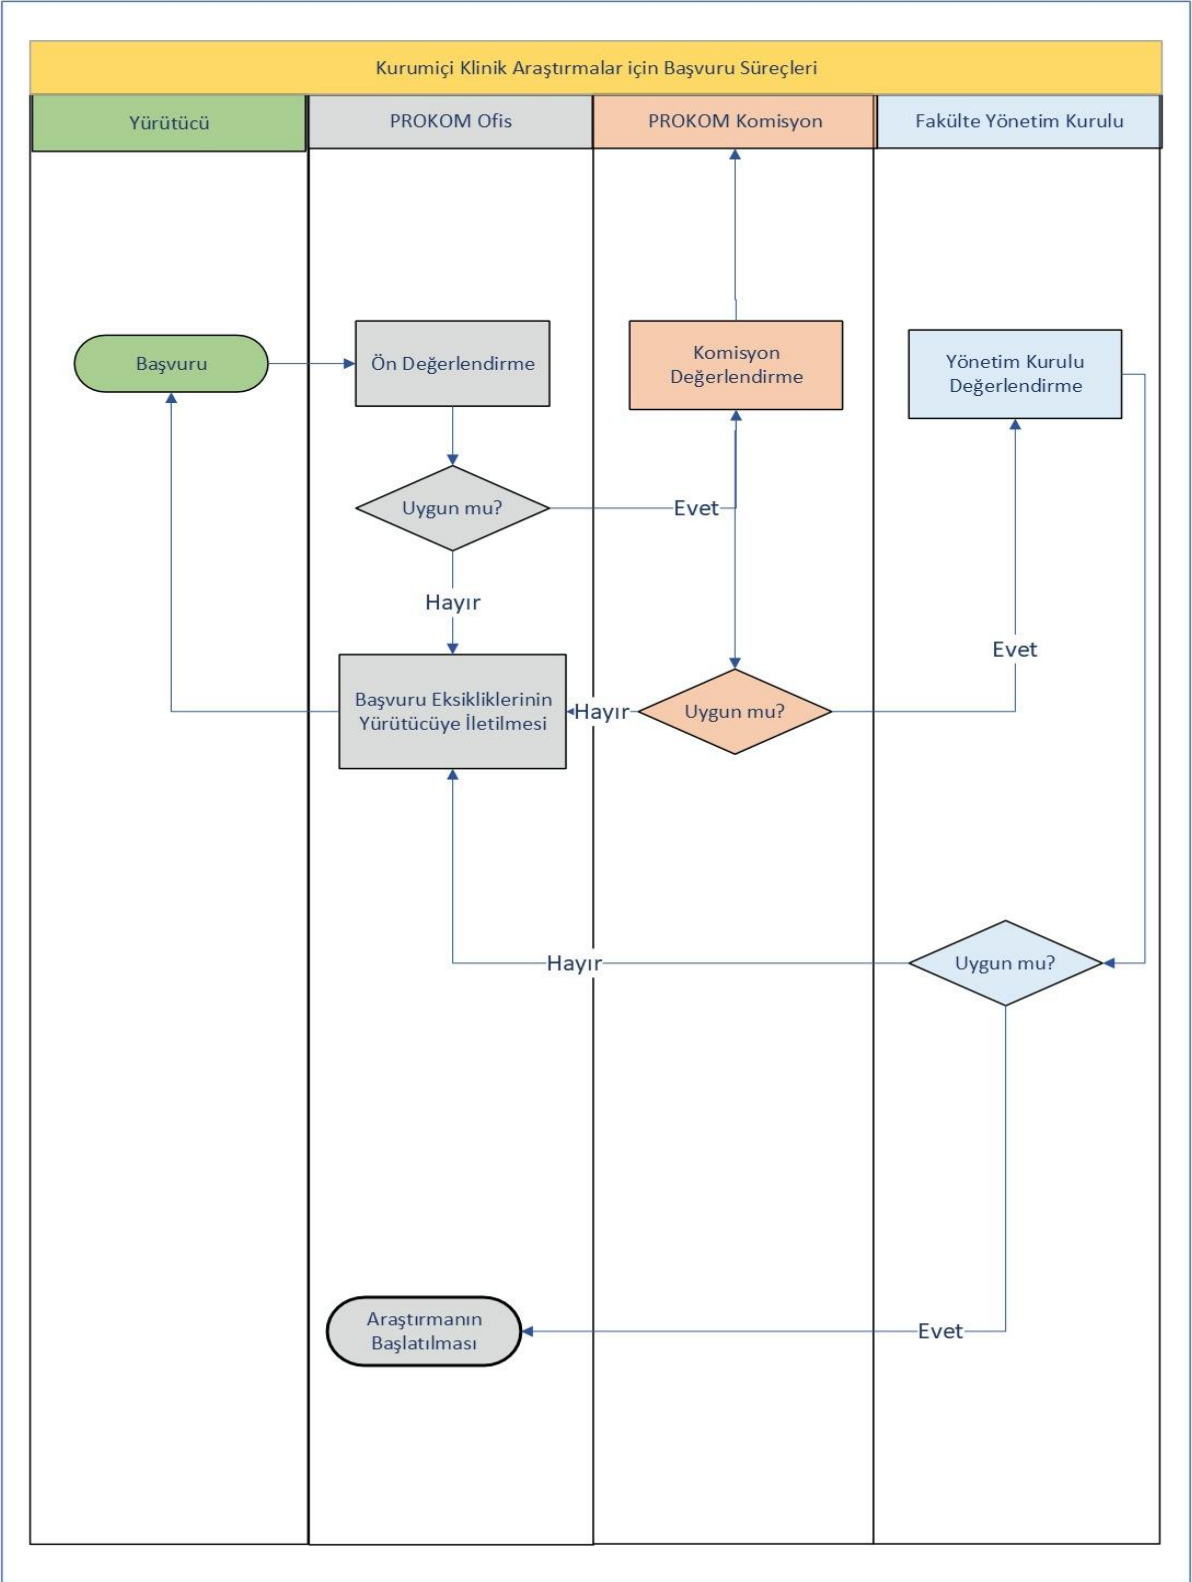 Kurumiçi Klinik Araştırmalar için Başvuru Süreçleri
Yürütücü
PROKOM Ofis
PROKOM Komisyon
Fakülte Yönetim Kurulu
Başvuru
Ön Değerlendirme
Komisyon
Değerlendirme
Yönetim Kurulu
Değerlendirme
Uygun mu?
Evet
Hayır
Evet
Başvuru Eksikliklerinin
Yürütücüye İletilmesi
Hayır
Uygun mu?
Hayır
Uygun mu?
Araştırmanın
Başlatılması
Evet